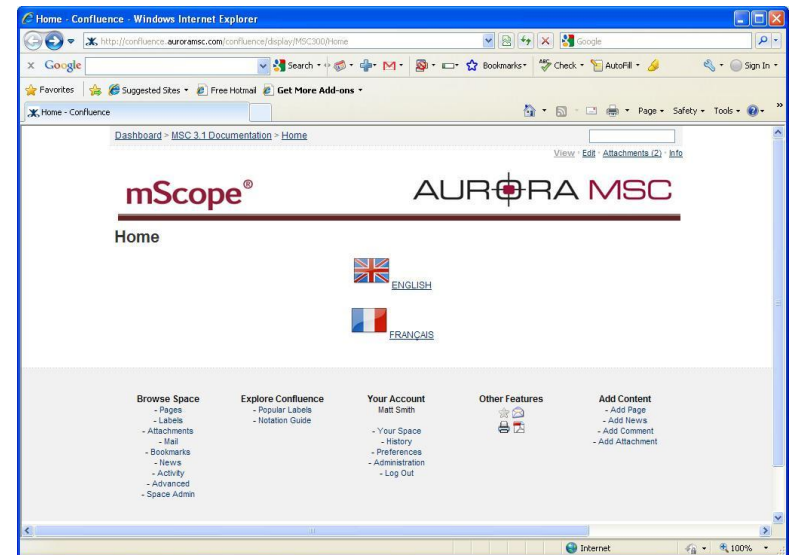 Home - Confluence - Windows Internet Explorer
http://confluence.auroramsc.com/confluence/display/MSC300/Home
Google
x Google
Search
Bookmarks
Check
AutoFill
Sign In
Favorites
Suggested Sites
Free Hotmail
Get More Add-ons
Home - Confluence
Page
Safety
Tools
»
Dashboard > MSC 3.1 Documentation > Home
View · Edit · Attachments (2) · Info
mScope®
AURORA MSC
Home
ENGLISH
FRANÇAIS
Browse Space
- Pages
- Labels
- Attachments
- Mail
- Bookmarks
- News
- Activity
- Advanced
- Space Admin
Explore Confluence
- Popular Labels
- Notation Guide
Your Account
Matt Smith
- Your Space
- History
- Preferences
- Administration
- Log Out
Other Features
Add Content
- Add Page
- Add News
- Add Comment
- Add Attachment
Internet
100%